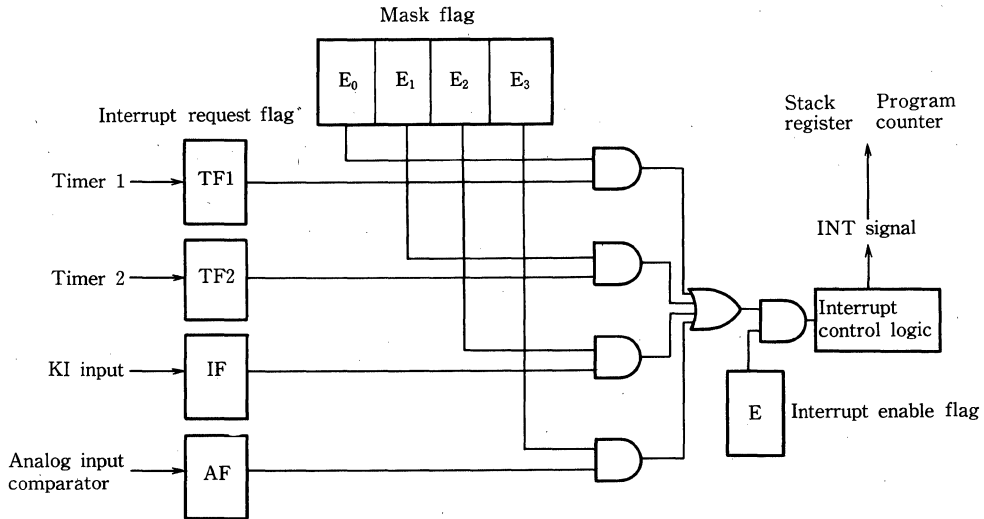 Mask flag
E₀ E₁ E₂ E₃
Interrupt request flag
Stack register
Program counter
Timer 1
TF1
INT signal
Timer 2
TF2
Interrupt control logic
KI input
IF
E
Interrupt enable flag
Analog input comparator
AF